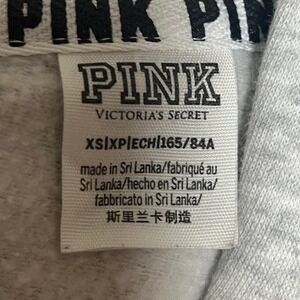 PINK PIN
PINK
VICTORIA'S SECRET
XS|XP|ECH|165/84A
made in Sri Lanka/fabriqué au
Sri Lanka/hecho en Sri Lanka/
fabbricato in Sri Lanka/
斯里兰卡制造